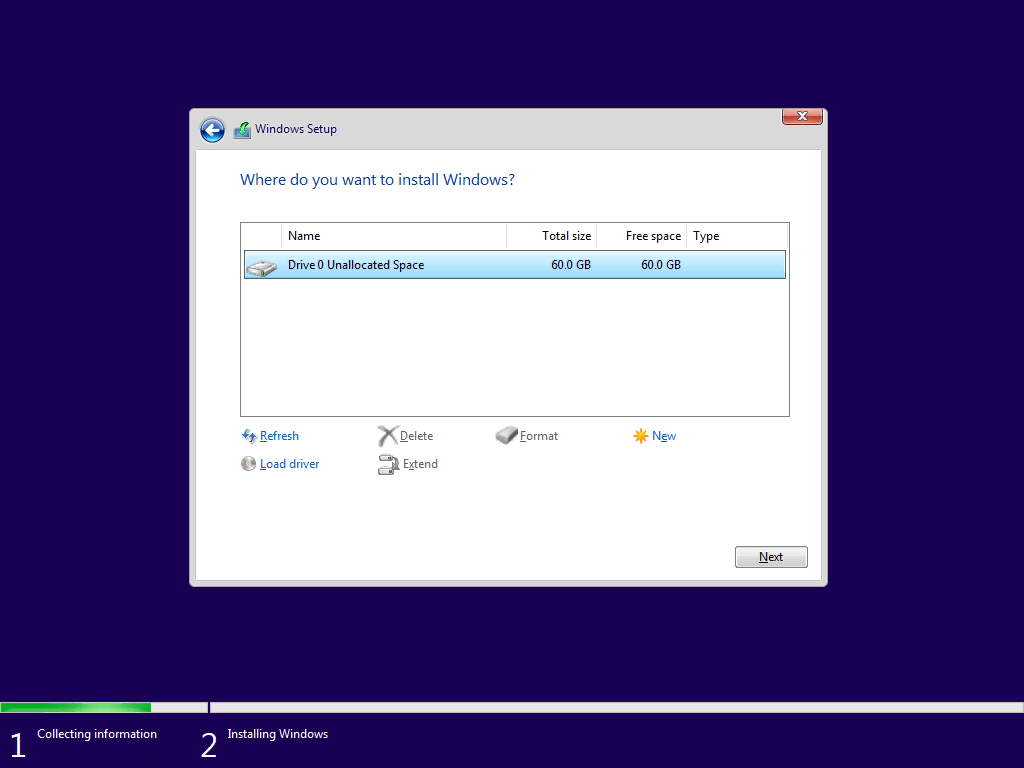 Windows Setup
Where do you want to install Windows?
Name Total size Free space Type
Drive 0 Unallocated Space 60.0 GB 60.0 GB
Refresh Delete Format New
Load driver Extend
Next
1 Collecting information 2 Installing Windows